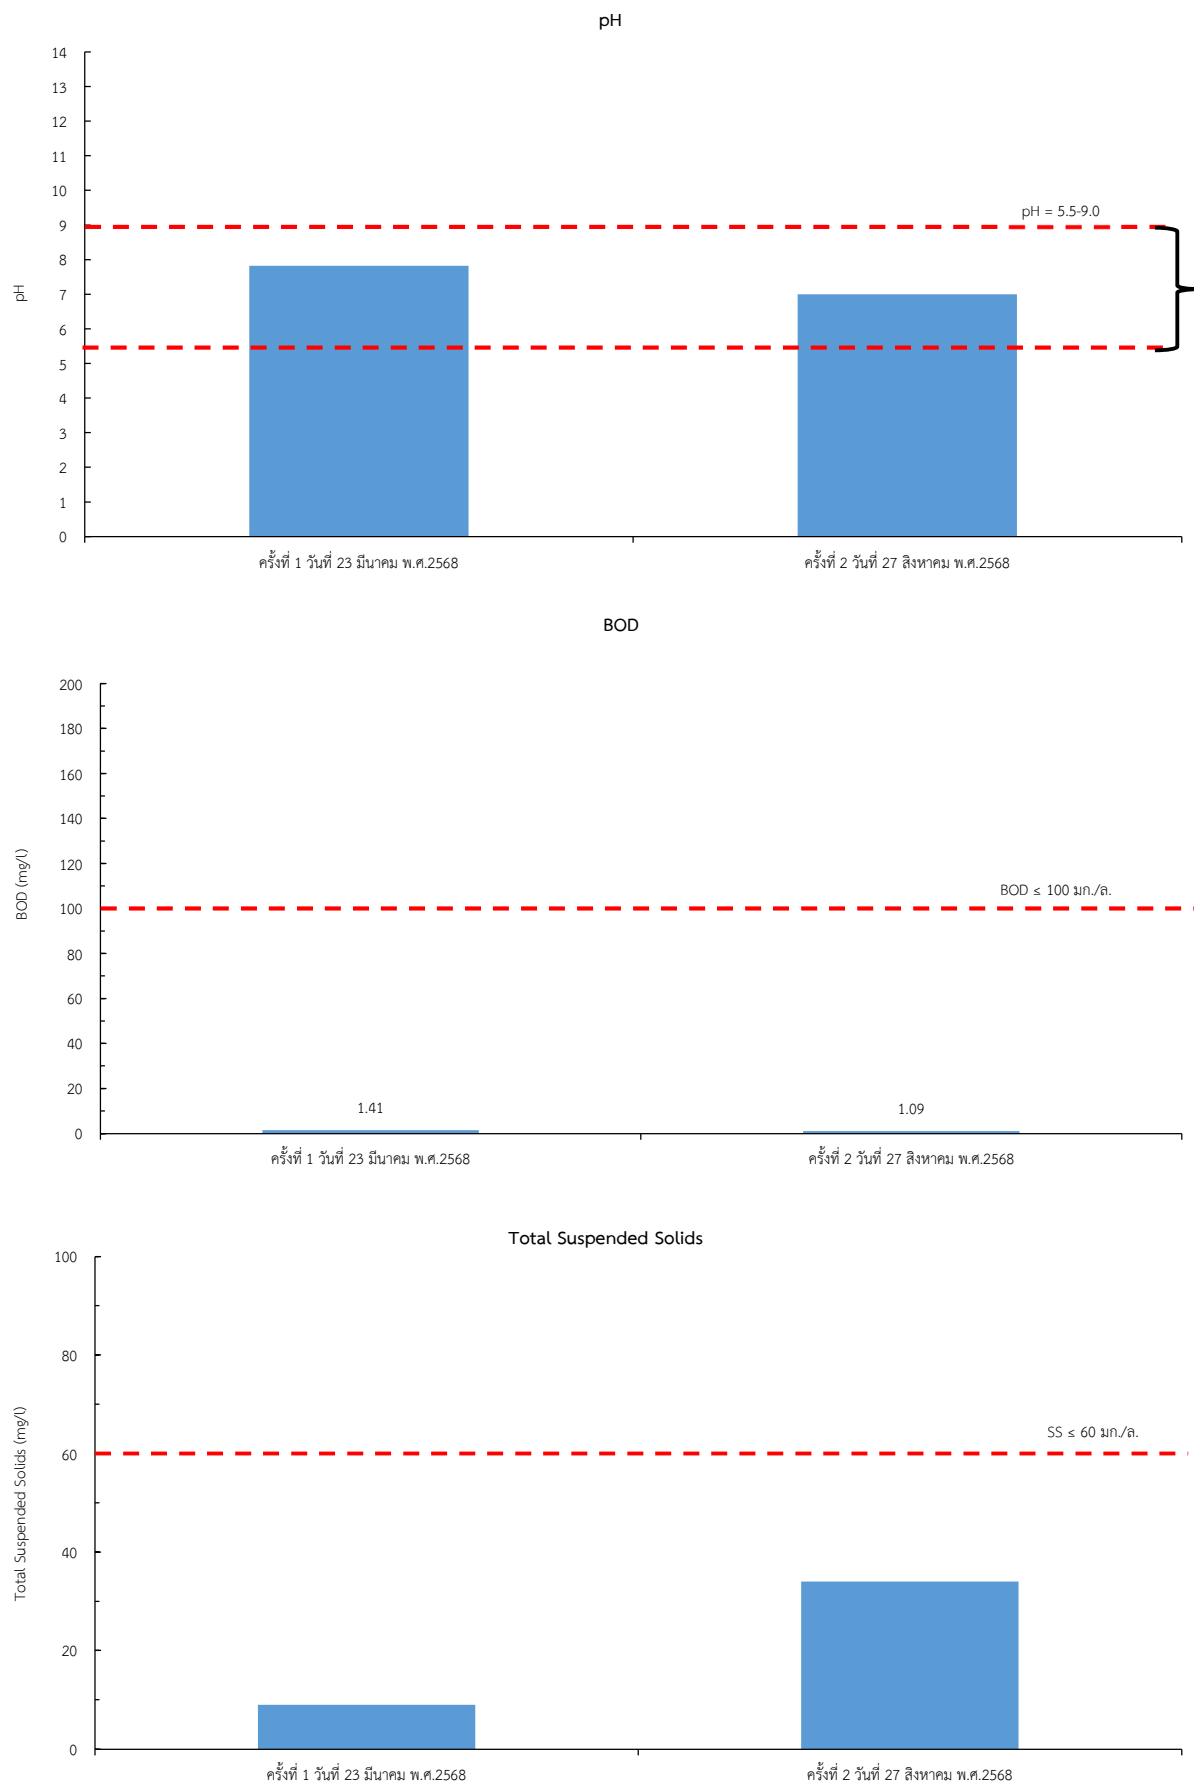 pH
14
13
12
11
10
9
8
7
6
5
4
3
2
1
0
pH
pH = 5.5-9.0
ครั้งที่ 1 วันที่ 23 มีนาคม พ.ศ.2568
ครั้งที่ 2 วันที่ 27 สิงหาคม พ.ศ.2568
BOD
200
180
160
140
120
100
80
60
40
20
0
BOD (mg/l)
BOD ≤ 100 มก./ล.
1.41
1.09
ครั้งที่ 1 วันที่ 23 มีนาคม พ.ศ.2568
ครั้งที่ 2 วันที่ 27 สิงหาคม พ.ศ.2568
Total Suspended Solids
100
80
60
40
20
0
Total Suspended Solids (mg/l)
SS ≤ 60 มก./ล.
ครั้งที่ 1 วันที่ 23 มีนาคม พ.ศ.2568
ครั้งที่ 2 วันที่ 27 สิงหาคม พ.ศ.2568